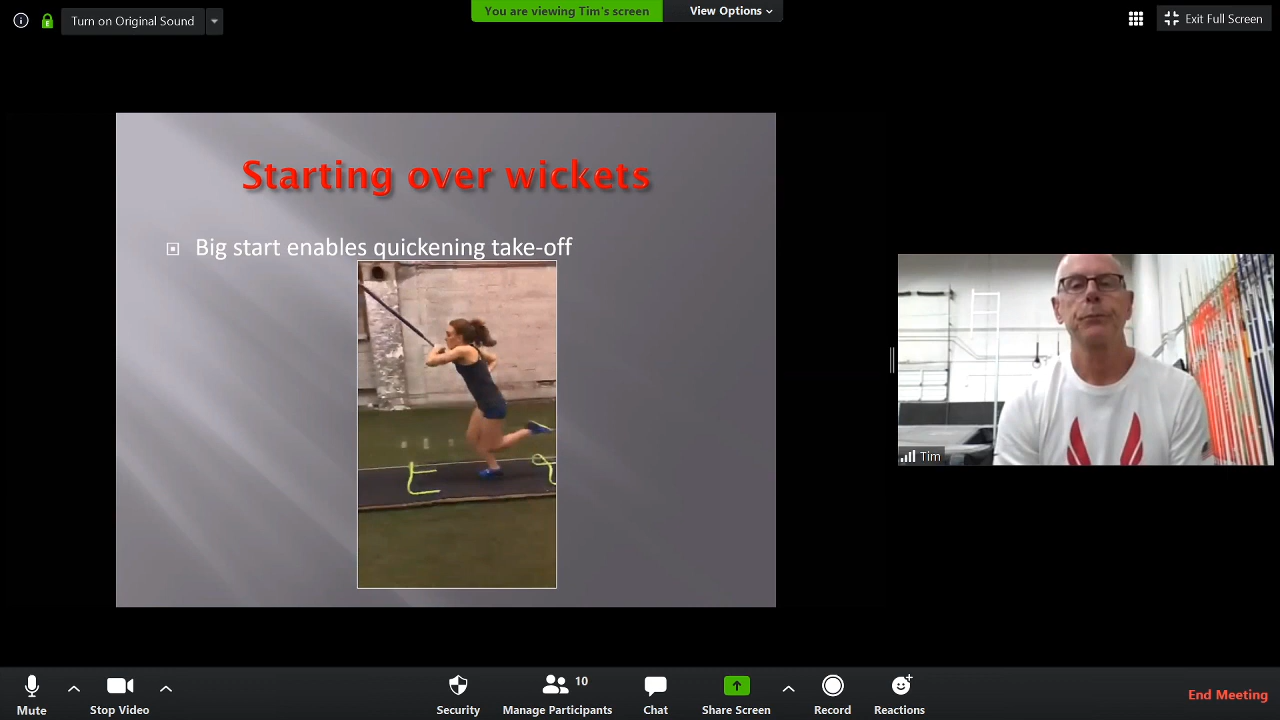 Turn on Original Sound
You are viewing Tim's screen
View Options
Exit Full Screen
Starting over wickets
Big start enables quickening take-off
Tim
Mute
Stop Video
Security
10
Manage Participants
Chat
Share Screen
Record
Reactions
End Meeting